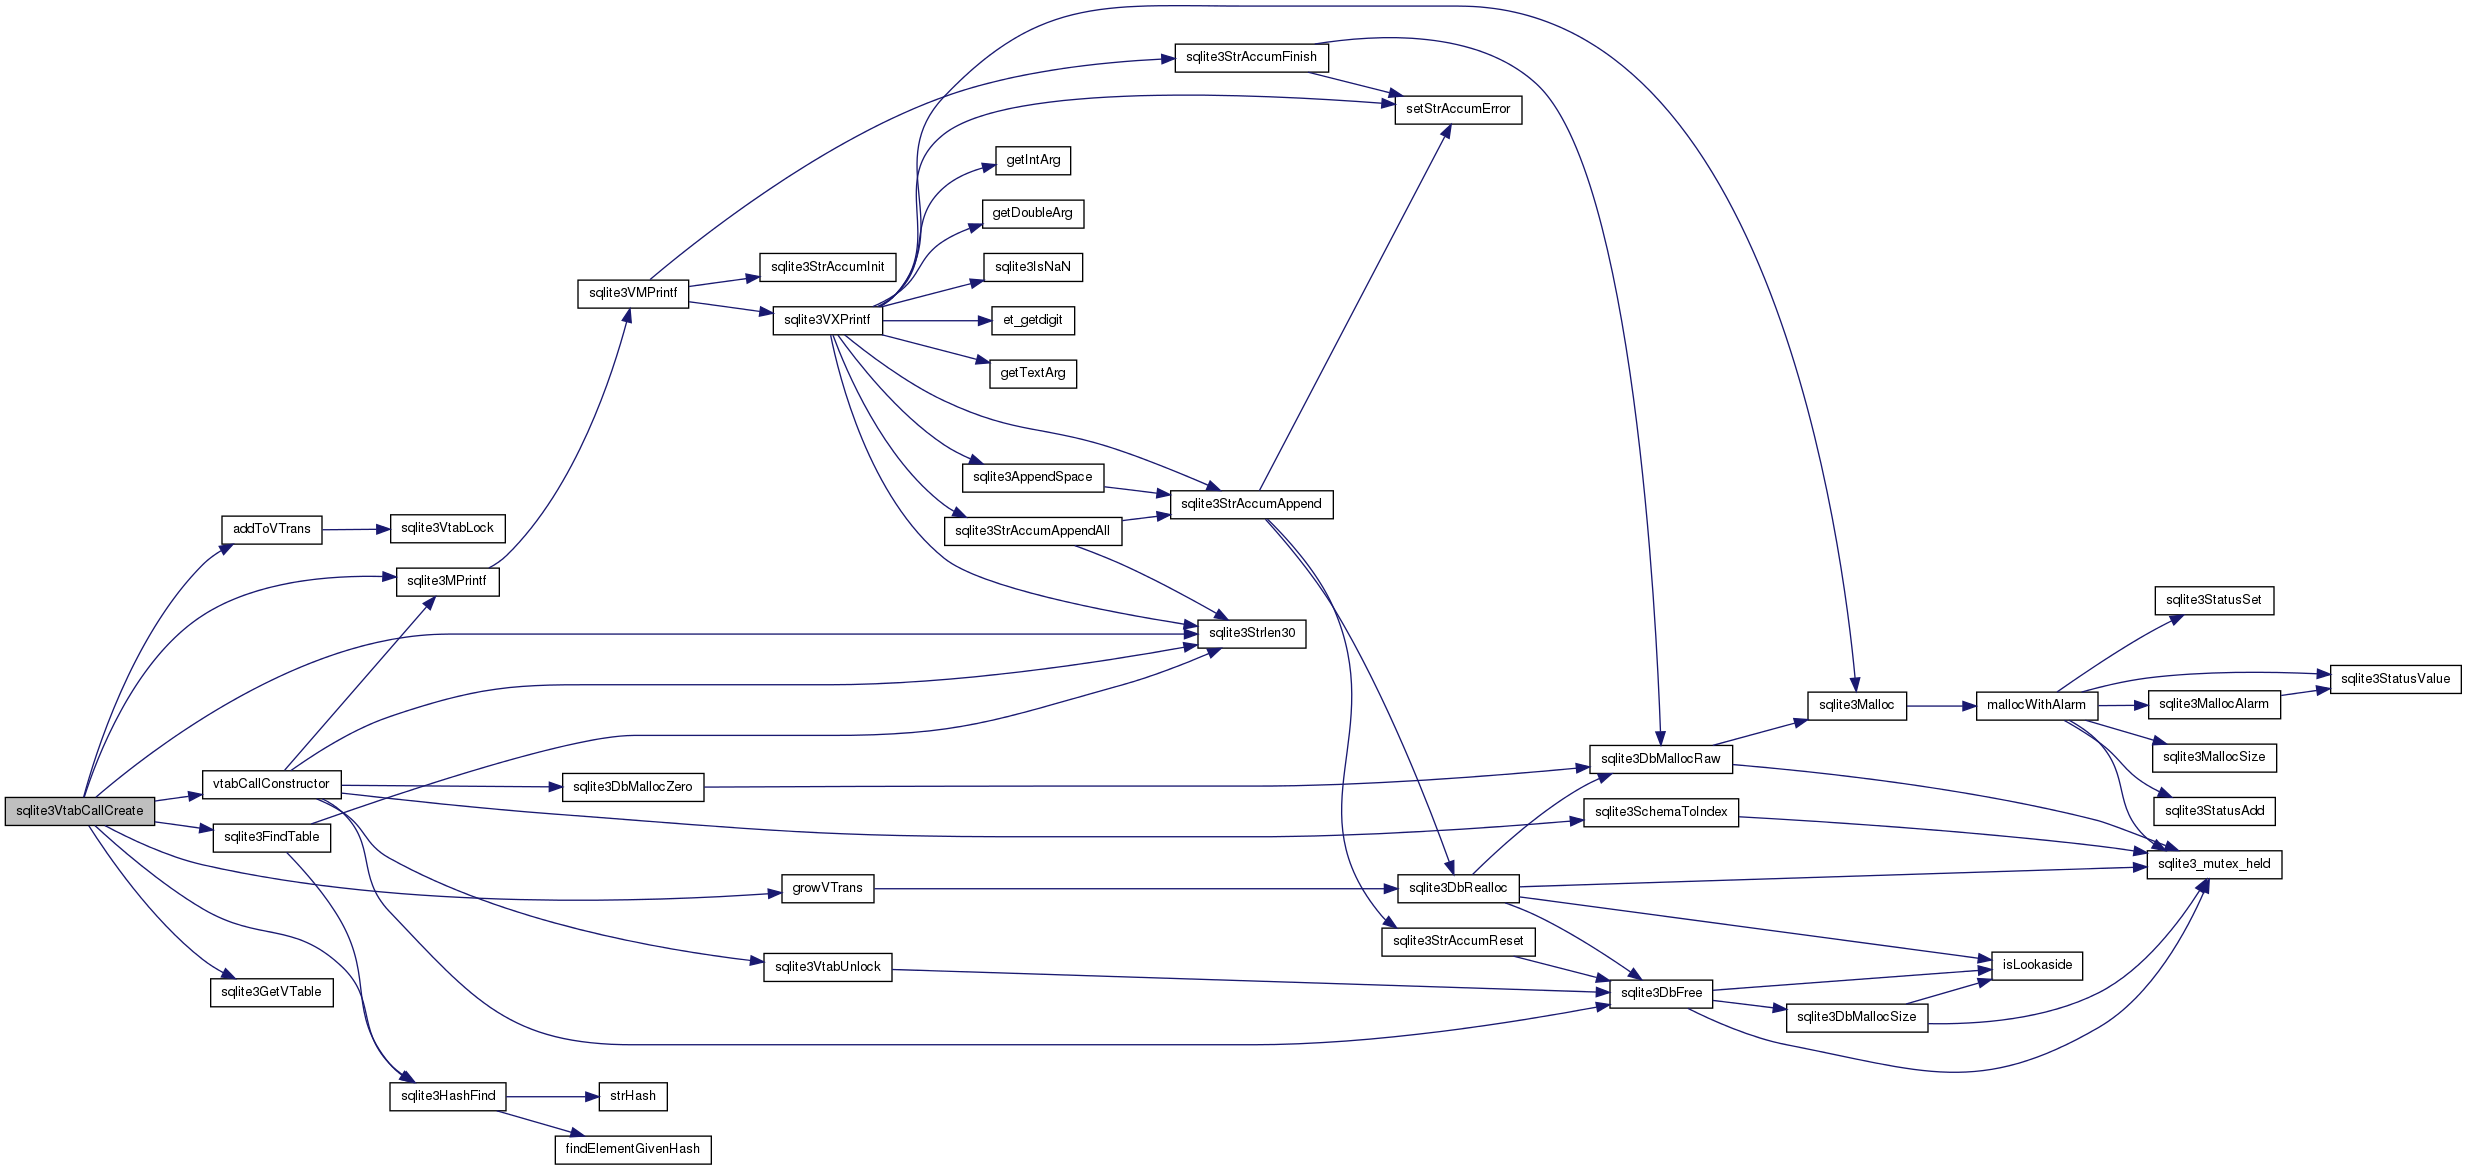 sqlite3VtabCallCreate
addToVTrans
sqlite3VtabLock
sqlite3MPrintf
vtabCallConstructor
sqlite3FindTable
sqlite3GetVTable
sqlite3HashFind
strHash
findElementGivenHash
sqlite3VMPrintf
sqlite3StrAccumInit
sqlite3VXPrintf
sqlite3DbMallocZero
growVTrans
sqlite3VtabUnlock
sqlite3StrAccumFinish
setStrAccumError
getIntArg
getDoubleArg
sqlite3IsNaN
et_getdigit
getTextArg
sqlite3AppendSpace
sqlite3StrAccumAppend
sqlite3StrAccumAppendAll
sqlite3Strlen30
sqlite3DbMallocRaw
sqlite3SchemaToIndex
sqlite3DbRealloc
sqlite3StrAccumReset
sqlite3DbFree
sqlite3Malloc
isLookaside
sqlite3DbMallocSize
mallocWithAlarm
sqlite3StatusSet
sqlite3StatusValue
sqlite3MallocAlarm
sqlite3MallocSize
sqlite3StatusAdd
sqlite3_mutex_held